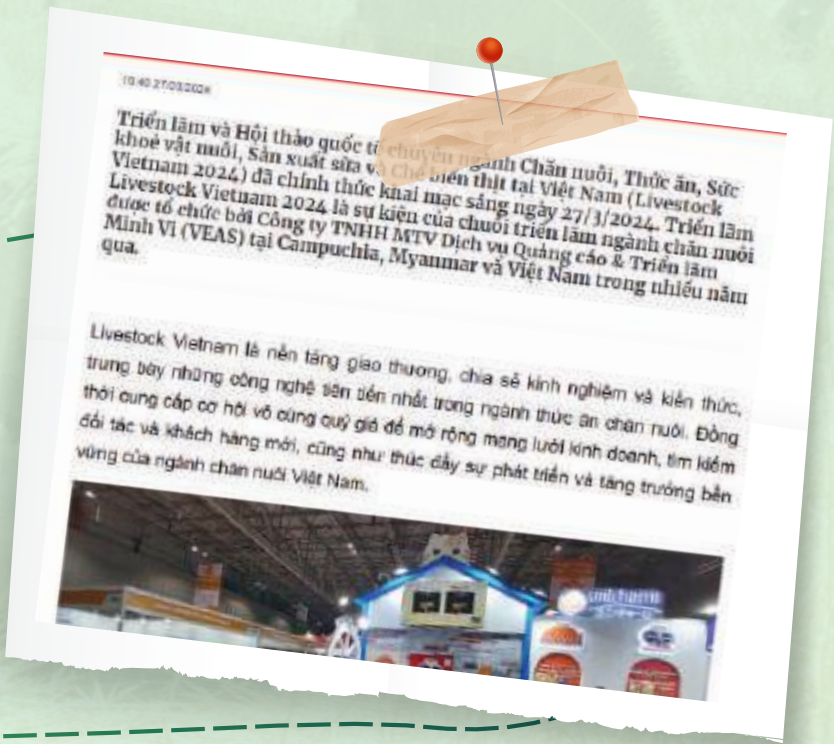 10:40 27/03/2024
Triển lãm và Hội thảo quốc tế chuyên ngành Chăn nuôi, Thức ăn, Sức
khoẻ vật nuôi, Sản xuất sữa và Chế biến thịt tại Việt Nam (Livestock
Vietnam 2024) đã chính thức khai mạc sáng ngày 27/3/2024. Triển lãm
Livestock Vietnam 2024 là sự kiện của chuỗi triển lãm ngành chăn nuôi
được tổ chức bởi Công ty TNHH MTV Dịch vụ Quảng cáo & Triển lãm
Minh Vi (VEAS) tại Campuchia, Myanmar và Việt Nam trong nhiều năm
qua.
Livestock Vietnam là nền tảng giao thương, chia sẻ kinh nghiệm và kiến thức,
trưng bày những công nghệ tiên tiến nhất trong ngành thức ăn chăn nuôi. Đồng
thời cung cấp cơ hội vô cùng quý giá để mở rộng mạng lưới kinh doanh, tìm kiếm
đối tác và khách hàng mới, cũng như thúc đẩy sự phát triển và tăng trưởng bền
vững của ngành chăn nuôi Việt Nam.